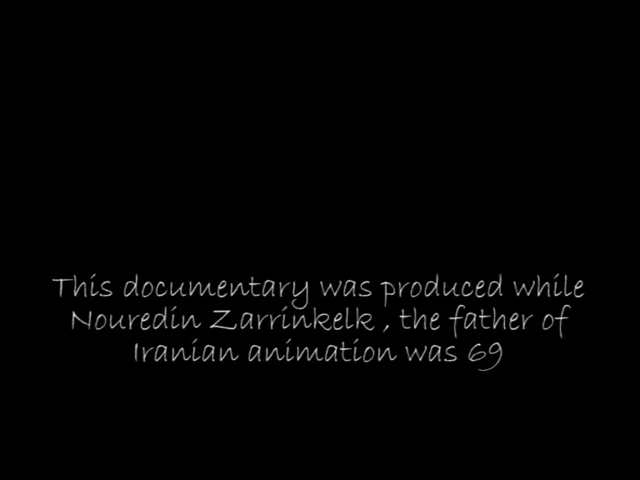 This documentary was produced while
Nouredin Zarrinkelk , the father of
Iranian animation was 69